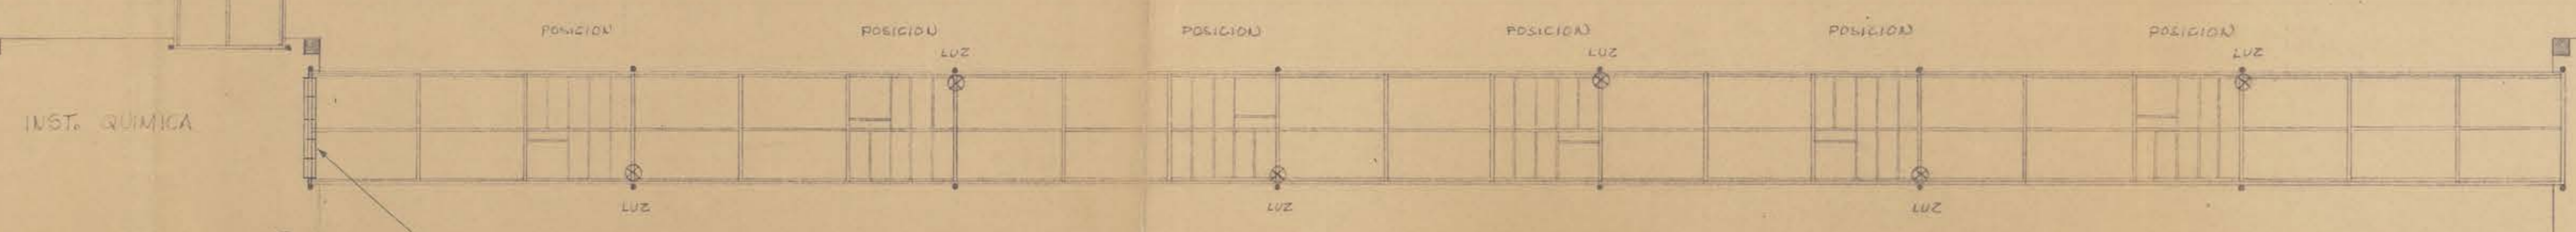 POSICION POSICION POSICION POSICION POSICION POSICION
LUZ LUZ LUZ
INST. QUIMICA
LUZ LUZ LUZ